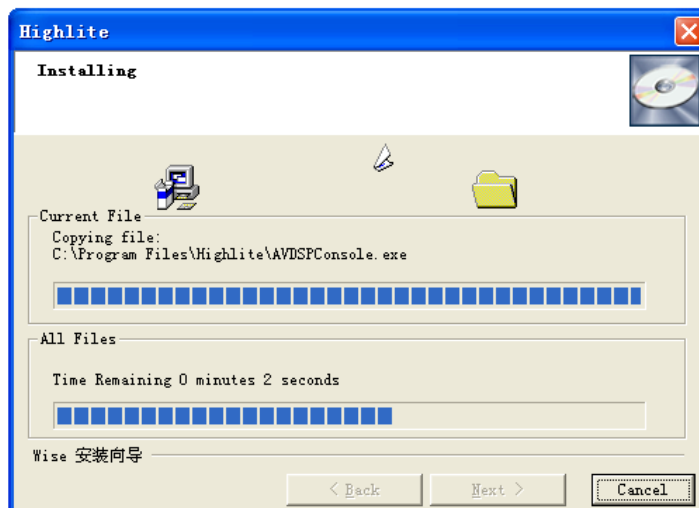 Highlite
Installing
Current File
Copying file:
C:\Program Files\Highlite\AVDSPConsole.exe
All Files
Time Remaining 0 minutes 2 seconds
Wise 安装向导
< Back
Next >
Cancel